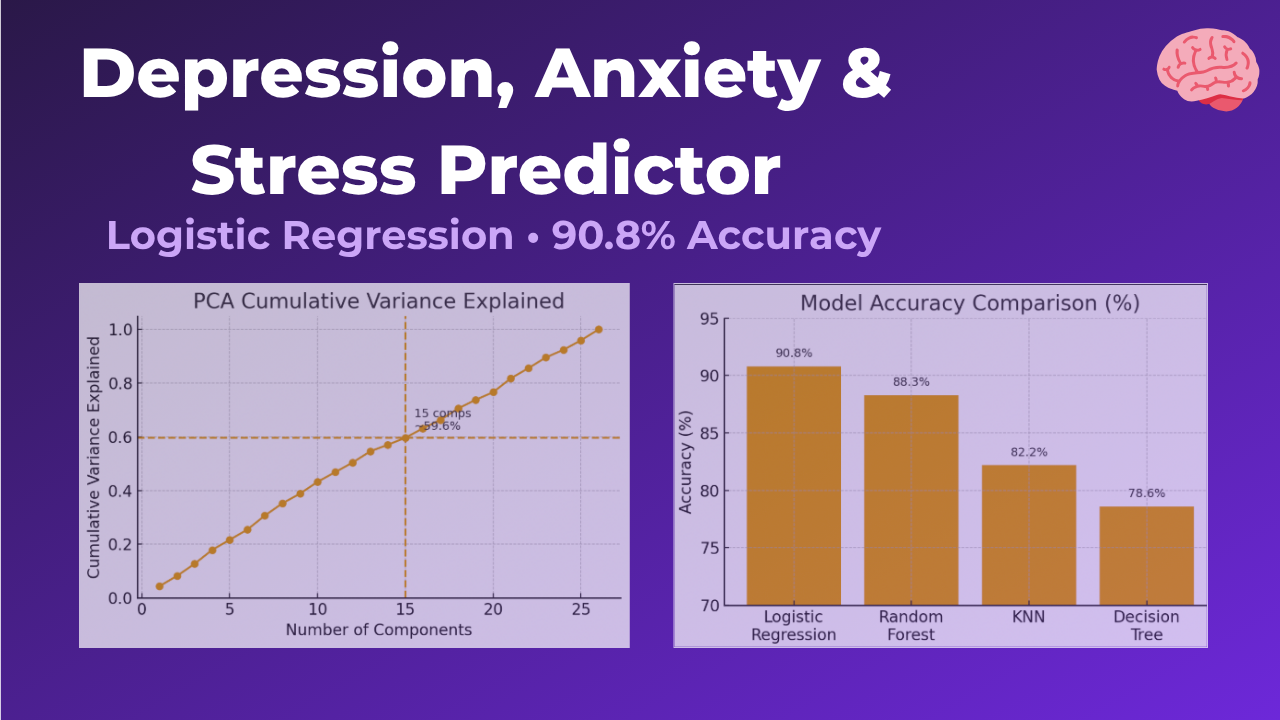 Depression, Anxiety &
Stress Predictor
Logistic Regression • 90.8% Accuracy
PCA Cumulative Variance Explained
Cumulative Variance Explained
1.0
0.8
0.6
0.4
0.2
0.0
15 comps
~59.6%
0 5 10 15 20 25
Number of Components
Model Accuracy Comparison (%)
Accuracy (%)
95
90
85
80
75
70
90.8%
88.3%
82.2%
78.6%
Logistic
Regression
Random
Forest
KNN
Decision
Tree